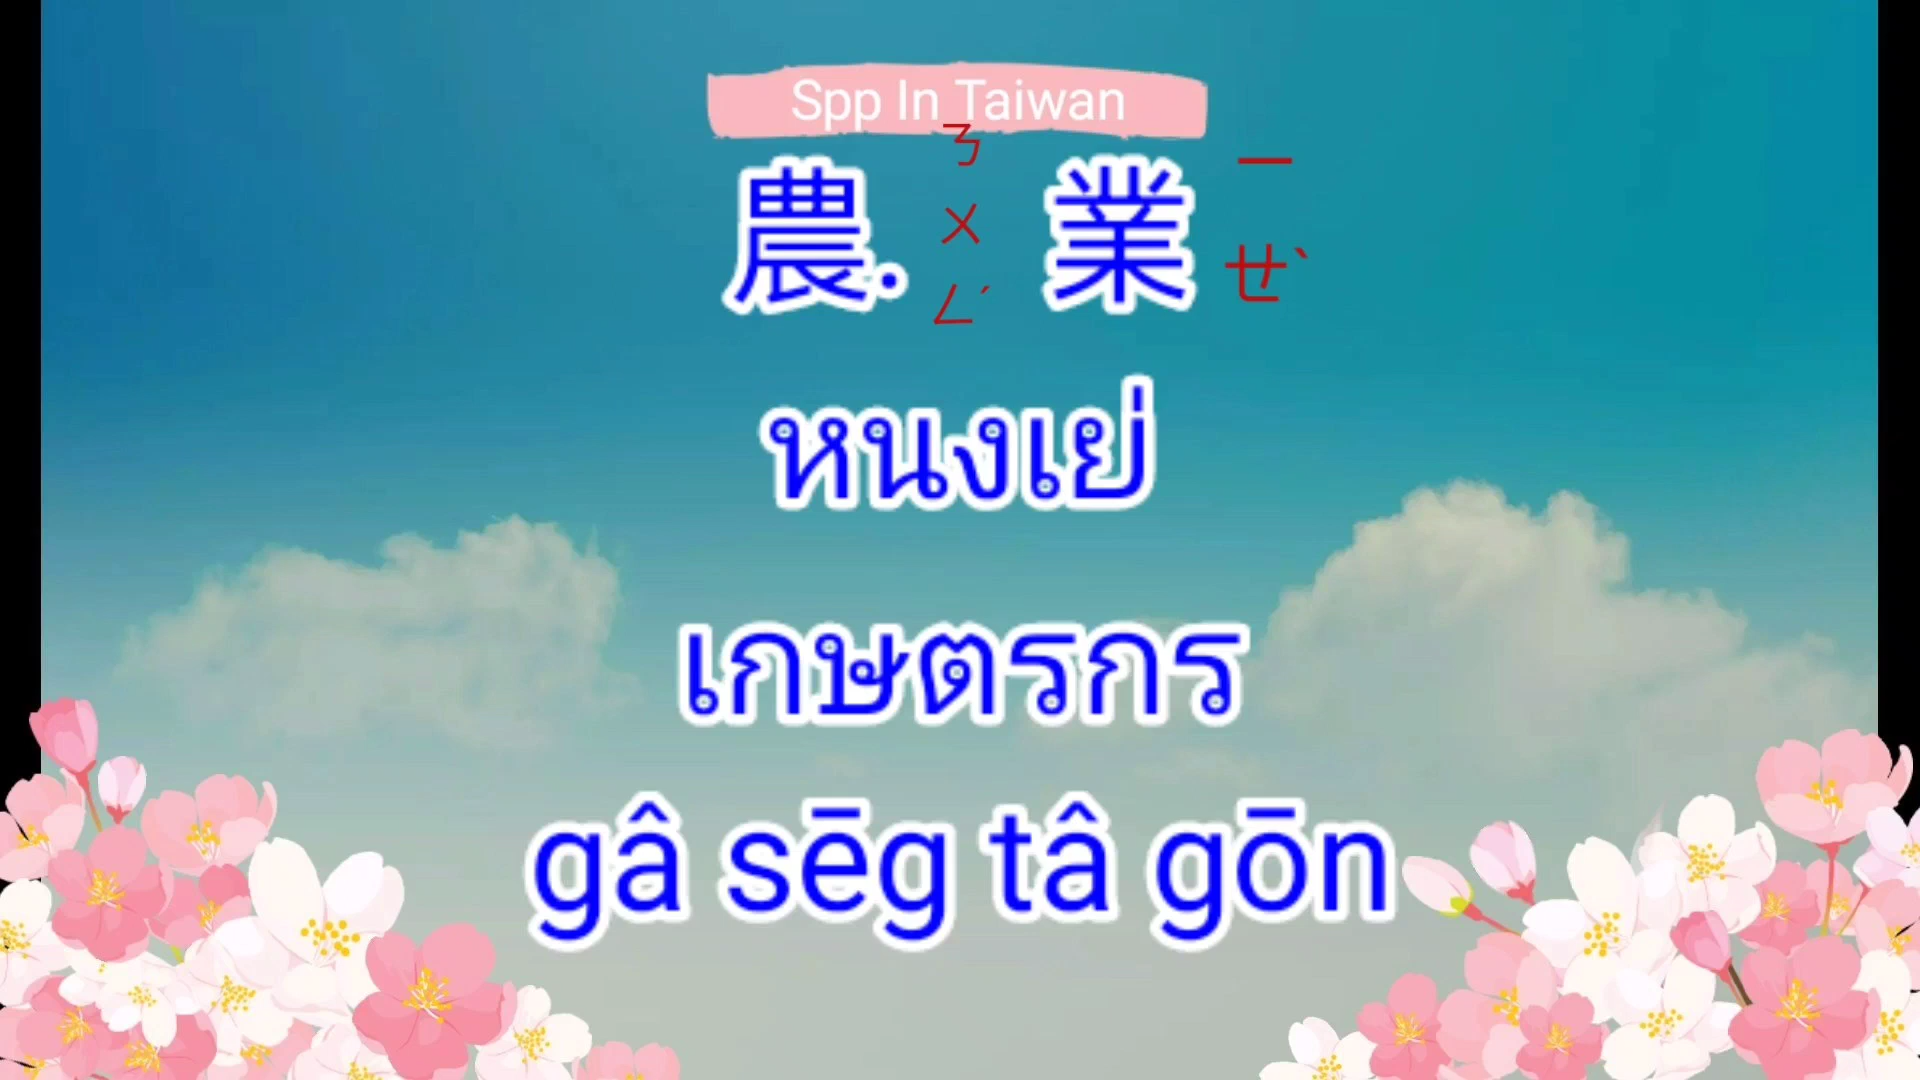 Spp In Taiwan
農. ㄋㄨㄥˊ 業 ㄧㄝˋ
หนงเย่
เกษตรกร
gâ sēg tâ gōn